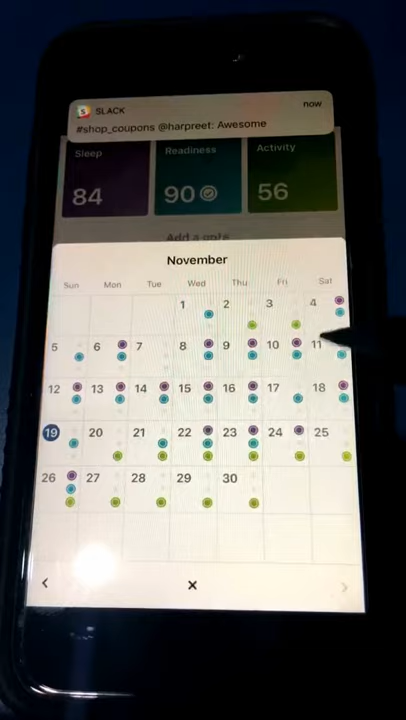 SLACK now
#shop_coupons @harpreet: Awesome
Sleep Readiness Activity
84 90 56
Add a note
November
Sun Mon Tue Wed Thu Fri Sat
1 2 3 4
5 6 7 8 9 10 11
12 13 14 15 16 17 18
19 20 21 22 23 24 25
26 27 28 29 30